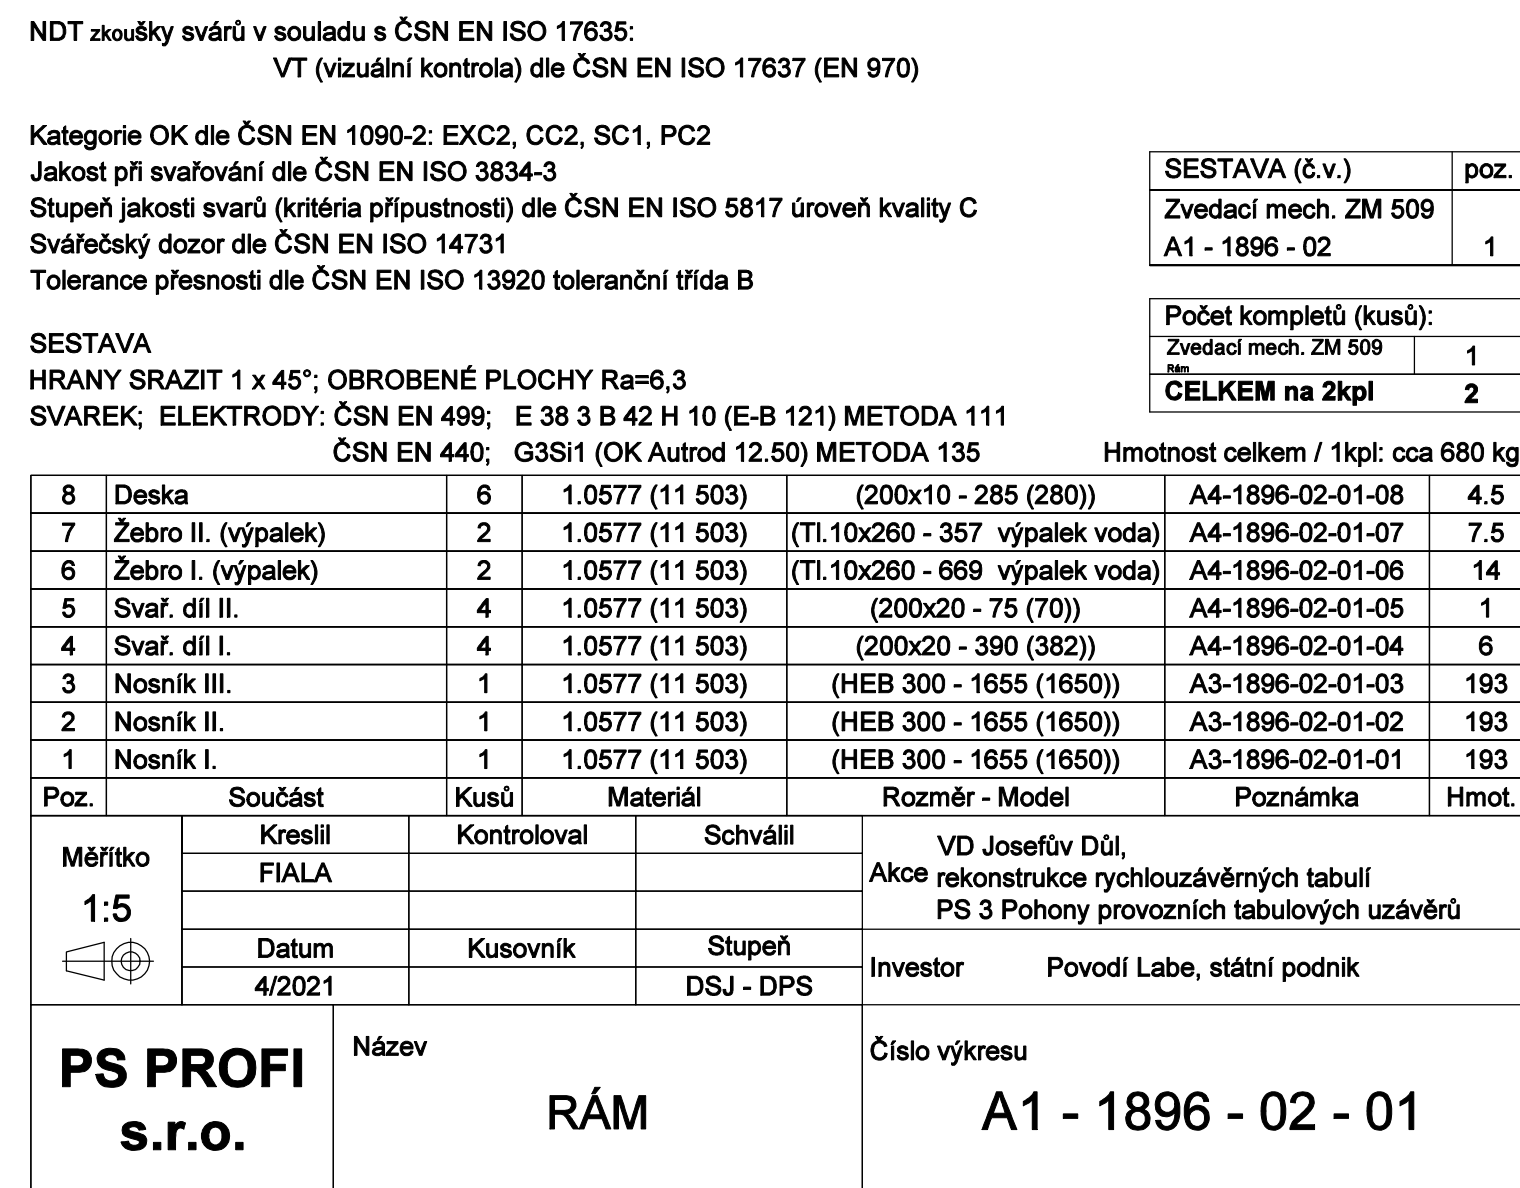 NDT zkoušky svárů v souladu s ČSN EN ISO 17635:
VT (vizuální kontrola) dle ČSN EN ISO 17637 (EN 970)
Kategorie OK dle ČSN EN 1090-2: EXC2, CC2, SC1, PC2
Jakost při svařování dle ČSN EN ISO 3834-3
Stupeň jakosti svarů (kritéria přípustnosti) dle ČSN EN ISO 5817 úroveň kvality C
Svářečský dozor dle ČSN EN ISO 14731
Tolerance přesnosti dle ČSN EN ISO 13920 toleranční třída B
SESTAVA (č.v.) poz.
Zvedací mech. ZM 509
A1 - 1896 - 02 1
Počet kompletů (kusů):
Zvedací mech. ZM 509 1
Rám
CELKEM na 2kpl 2
SESTAVA
HRANY SRAZIT 1 x 45°; OBROBENÉ PLOCHY Ra=6,3
SVAREK; ELEKTRODY: ČSN EN 499; E 38 3 B 42 H 10 (E-B 121) METODA 111
ČSN EN 440; G3Si1 (OK Autrod 12.50) METODA 135
Hmotnost celkem / 1kpl: cca 680 kg
8 Deska 6 1.0577 (11 503) (200x10 - 285 (280)) A4-1896-02-01-08 4.5
7 Žebro II. (výpalek) 2 1.0577 (11 503) (Tl.10x260 - 357 výpalek voda) A4-1896-02-01-07 7.5
6 Žebro I. (výpalek) 2 1.0577 (11 503) (Tl.10x260 - 669 výpalek voda) A4-1896-02-01-06 14
5 Svař. díl II. 4 1.0577 (11 503) (200x20 - 75 (70)) A4-1896-02-01-05 1
4 Svař. díl I. 4 1.0577 (11 503) (200x20 - 390 (382)) A4-1896-02-01-04 6
3 Nosník III. 1 1.0577 (11 503) (HEB 300 - 1655 (1650)) A3-1896-02-01-03 193
2 Nosník II. 1 1.0577 (11 503) (HEB 300 - 1655 (1650)) A3-1896-02-01-02 193
1 Nosník I. 1 1.0577 (11 503) (HEB 300 - 1655 (1650)) A3-1896-02-01-01 193
Poz. Součást Kusů Materiál Rozměr - Model Poznámka Hmot.
Měřítko
1:5
Kreslil Kontroloval Schválil
FIALA
Datum Kusovník Stupeň
4/2021 DSJ - DPS
Akce
VD Josefův Důl,
rekonstrukce rychlouzávěrných tabulí
PS 3 Pohony provozních tabulových uzávěrů
Investor Povodí Labe, státní podnik
PS PROFI
s.r.o.
Název
RÁM
Číslo výkresu
A1 - 1896 - 02 - 01